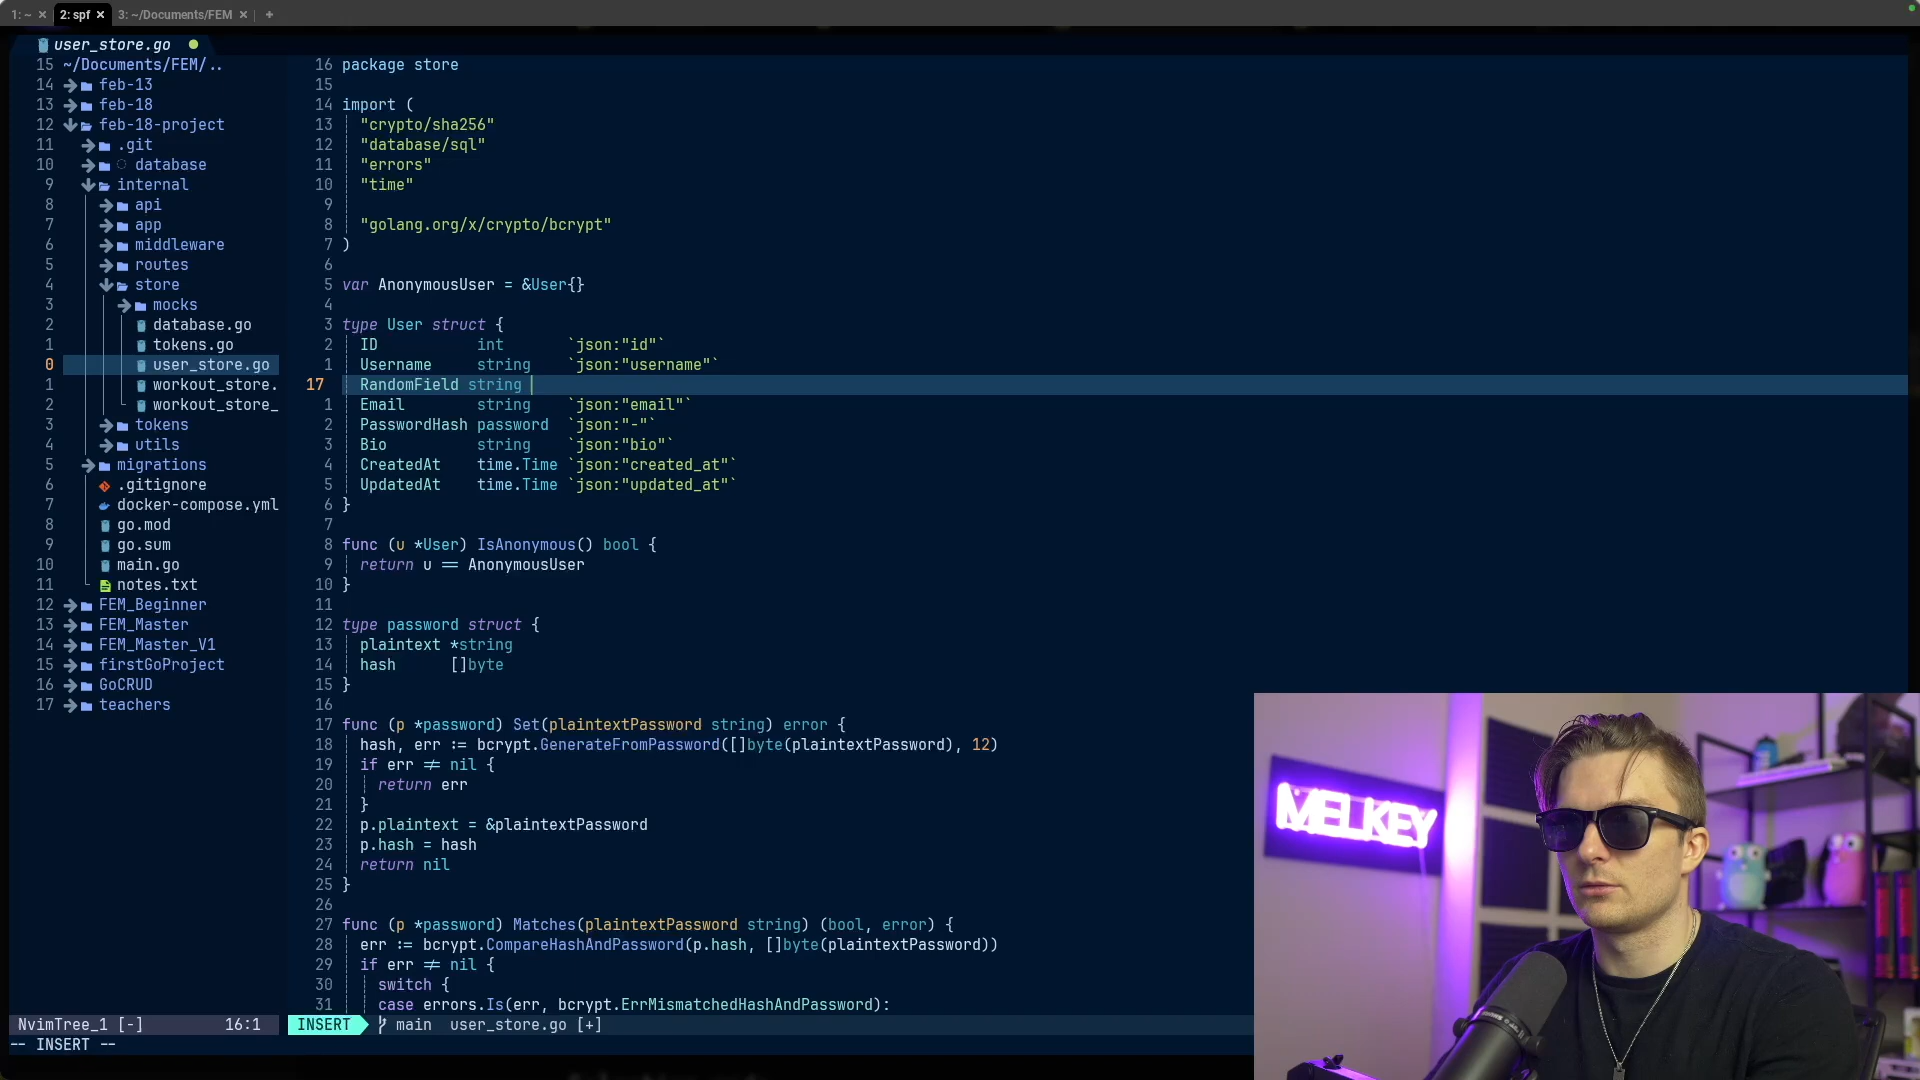 1: ~ × 2: spf × 3: ~/Documents/FEM × +
user_store.go
15 ~/Documents/FEM/..
14 feb-13
13 feb-18
12 feb-18-project
11 .git
10 database
9 internal
8 api
7 app
6 middleware
5 routes
4 store
3 mocks
2 database.go
1 tokens.go
0 user_store.go
1 workout_store.
2 workout_store_
3 tokens
4 utils
5 migrations
6 .gitignore
7 docker-compose.yml
8 go.mod
9 go.sum
10 main.go
11 notes.txt
12 FEM_Beginner
13 FEM_Master
14 FEM_Master_V1
15 firstGoProject
16 GoCRUD
17 teachers
NvimTree_1 [-] 16:1
16 package store
15
14 import (
13 "crypto/sha256"
12 "database/sql"
11 "errors"
10 "time"
9
8 "golang.org/x/crypto/bcrypt"
7 )
6
5 var AnonymousUser = &User{}
4
3 type User struct {
2 ID int `json:"id"`
1 Username string `json:"username"`
17 RandomField string
1 Email string `json:"email"`
2 PasswordHash password `json:"-"`
3 Bio string `json:"bio"`
4 CreatedAt time.Time `json:"created_at"`
5 UpdatedAt time.Time `json:"updated_at"`
6 }
7
8 func (u *User) IsAnonymous() bool {
9 return u == AnonymousUser
10 }
11
12 type password struct {
13 plaintext *string
14 hash []byte
15 }
16
17 func (p *password) Set(plaintextPassword string) error {
18 hash, err := bcrypt.GenerateFromPassword([]byte(plaintextPassword), 12)
19 if err ≠ nil {
20 return err
21 }
22 p.plaintext = &plaintextPassword
23 p.hash = hash
24 return nil
25 }
26
27 func (p *password) Matches(plaintextPassword string) (bool, error) {
28 err := bcrypt.CompareHashAndPassword(p.hash, []byte(plaintextPassword))
29 if err ≠ nil {
30 switch {
31 case errors.Is(err, bcrypt.ErrMismatchedHashAndPassword):
INSERT main user_store.go [+]
-- INSERT --
MELKEY